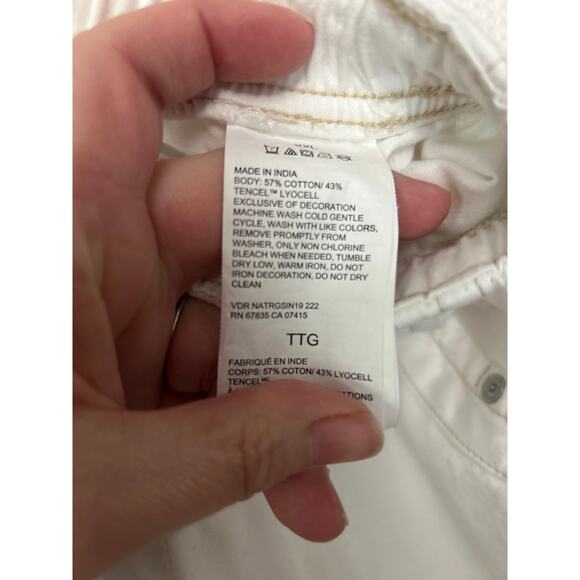 MADE IN INDIA
BODY: 57% COTTON/ 43%
TENCEL™ LYOCELL
EXCLUSIVE OF DECORATION
MACHINE WASH COLD GENTLE
CYCLE, WASH WITH LIKE COLORS,
REMOVE PROMPTLY FROM
WASHER, ONLY NON CHLORINE
BLEACH WHEN NEEDED, TUMBLE
DRY LOW, WARM IRON, DO NOT
IRON DECORATION, DO NOT DRY
CLEAN
VDR NATRGSIN19 222
RN 67835 CA 07415
TTG
FABRIQUÉ EN INDE
CORPS: 57% COTON/ 43% LYOCELL
TENCEL